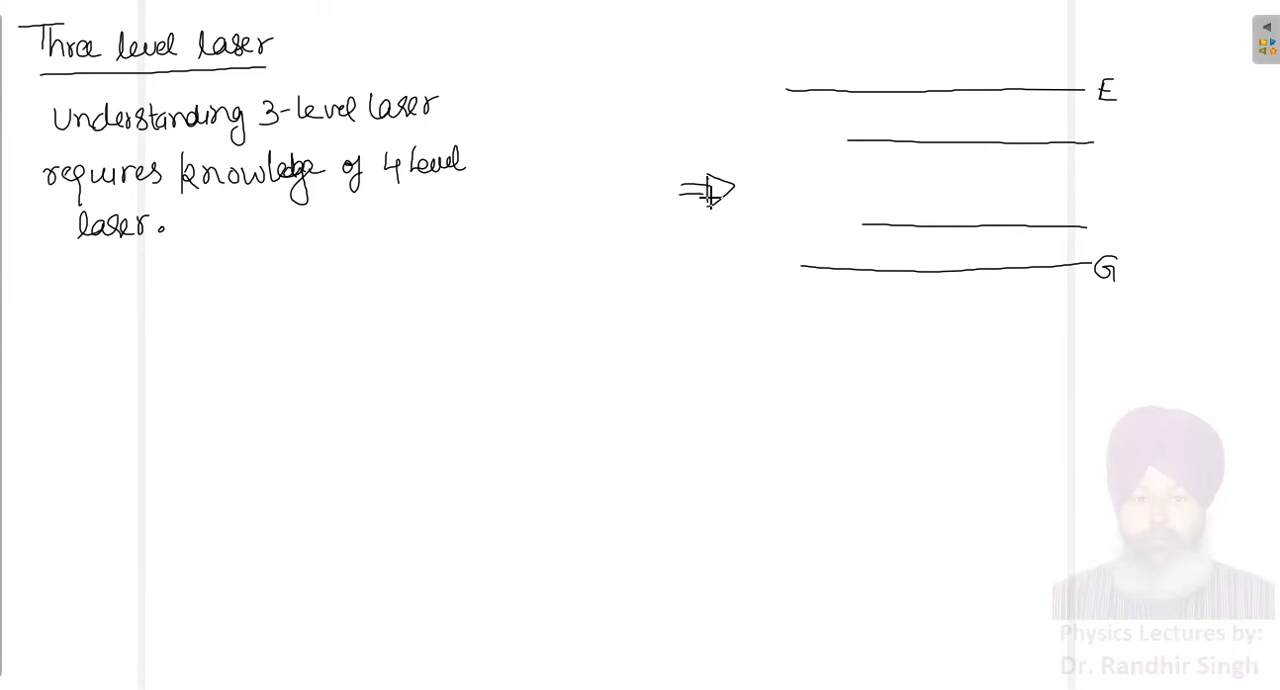 Three level laser
Understanding 3-level laser
requires knowledge of 4 level
laser.
E
G
Physics Lectures by:
Dr. Randhir Singh